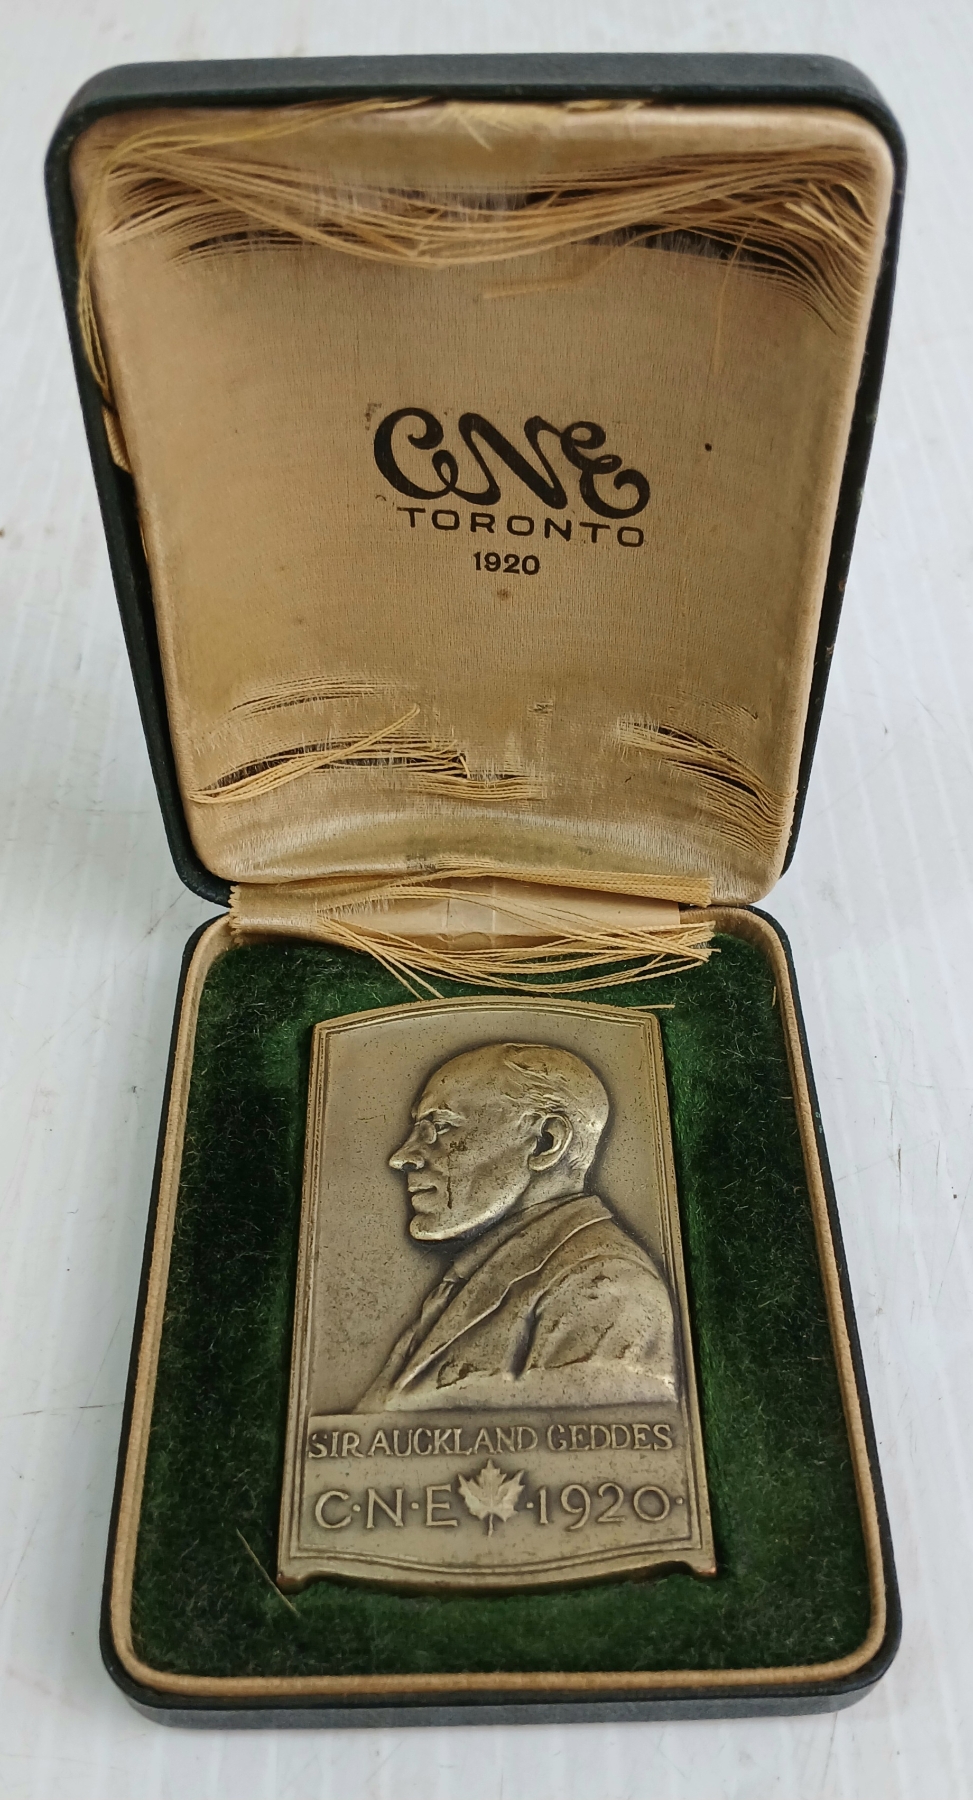 CNE
TORONTO
1920
SIR AUCKLAND GEDDES
C·N·E·1920·